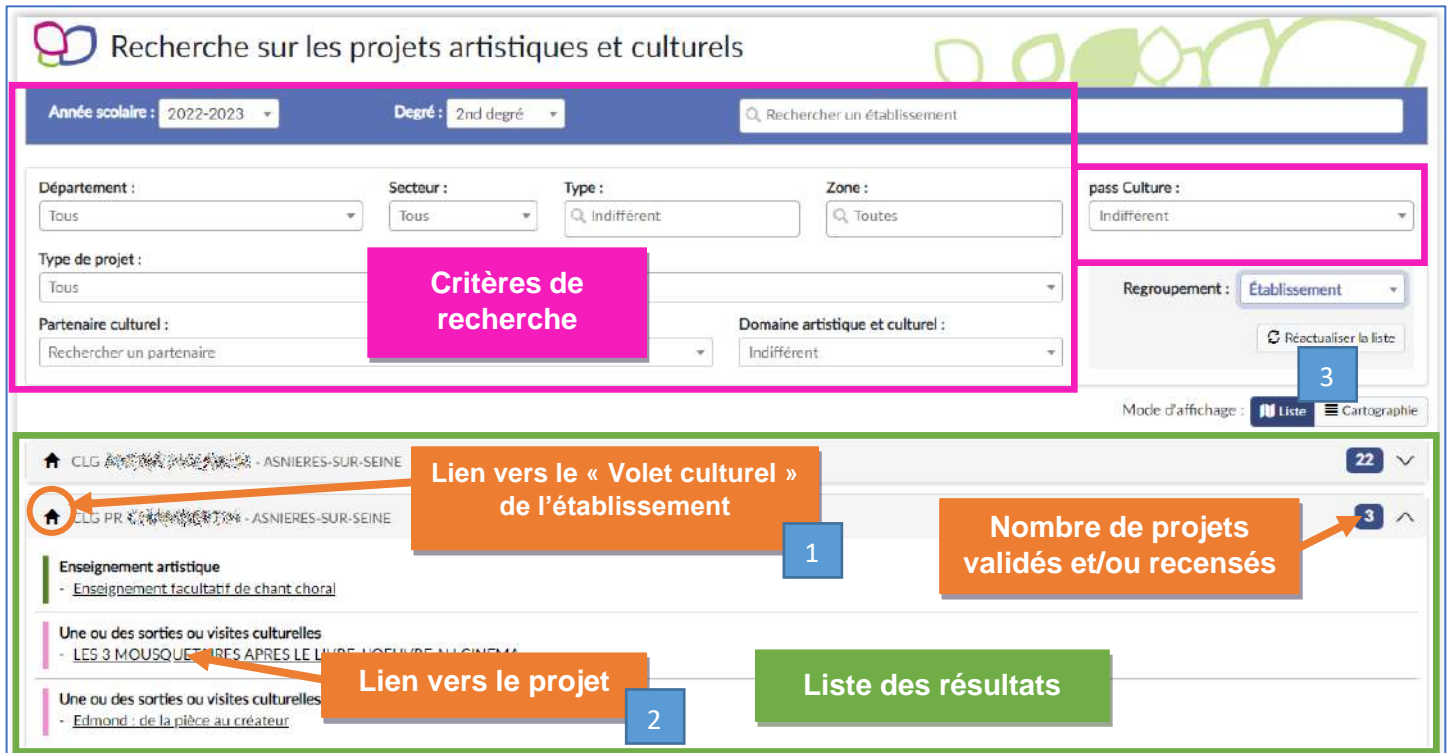 Recherche sur les projets artistiques et culturels
Année scolaire : 2022-2023 Degré : 2nd degré Rechercher un établissement
Département : Secteur : Type : Zone : pass Culture :
Tous Tous Indifférent Toutes Indifférent
Type de projet :
Tous
Critères de recherche
Regroupement : Établissement
Partenaire culturel : Domaine artistique et culturel :
Rechercher un partenaire Indifférent
Réactualiser la liste
3
Mode d'affichage : Liste Cartographie
CLG - ASNIERES-SUR-SEINE 22
Lien vers le « Volet culturel »
de l'établissement
1
CLG PR - ASNIERES-SUR-SEINE 3
Nombre de projets
validés et/ou recensés
Enseignement artistique
- Enseignement facultatif de chant choral
Une ou des sorties ou visites culturelles
- LES 3 MOUSQUETAIRES APRES LE LIVRE, L'OEUVRE AU CINEMA
Lien vers le projet
2
Liste des résultats
Une ou des sorties ou visites culturelles
- Edmond : de la pièce au créateur